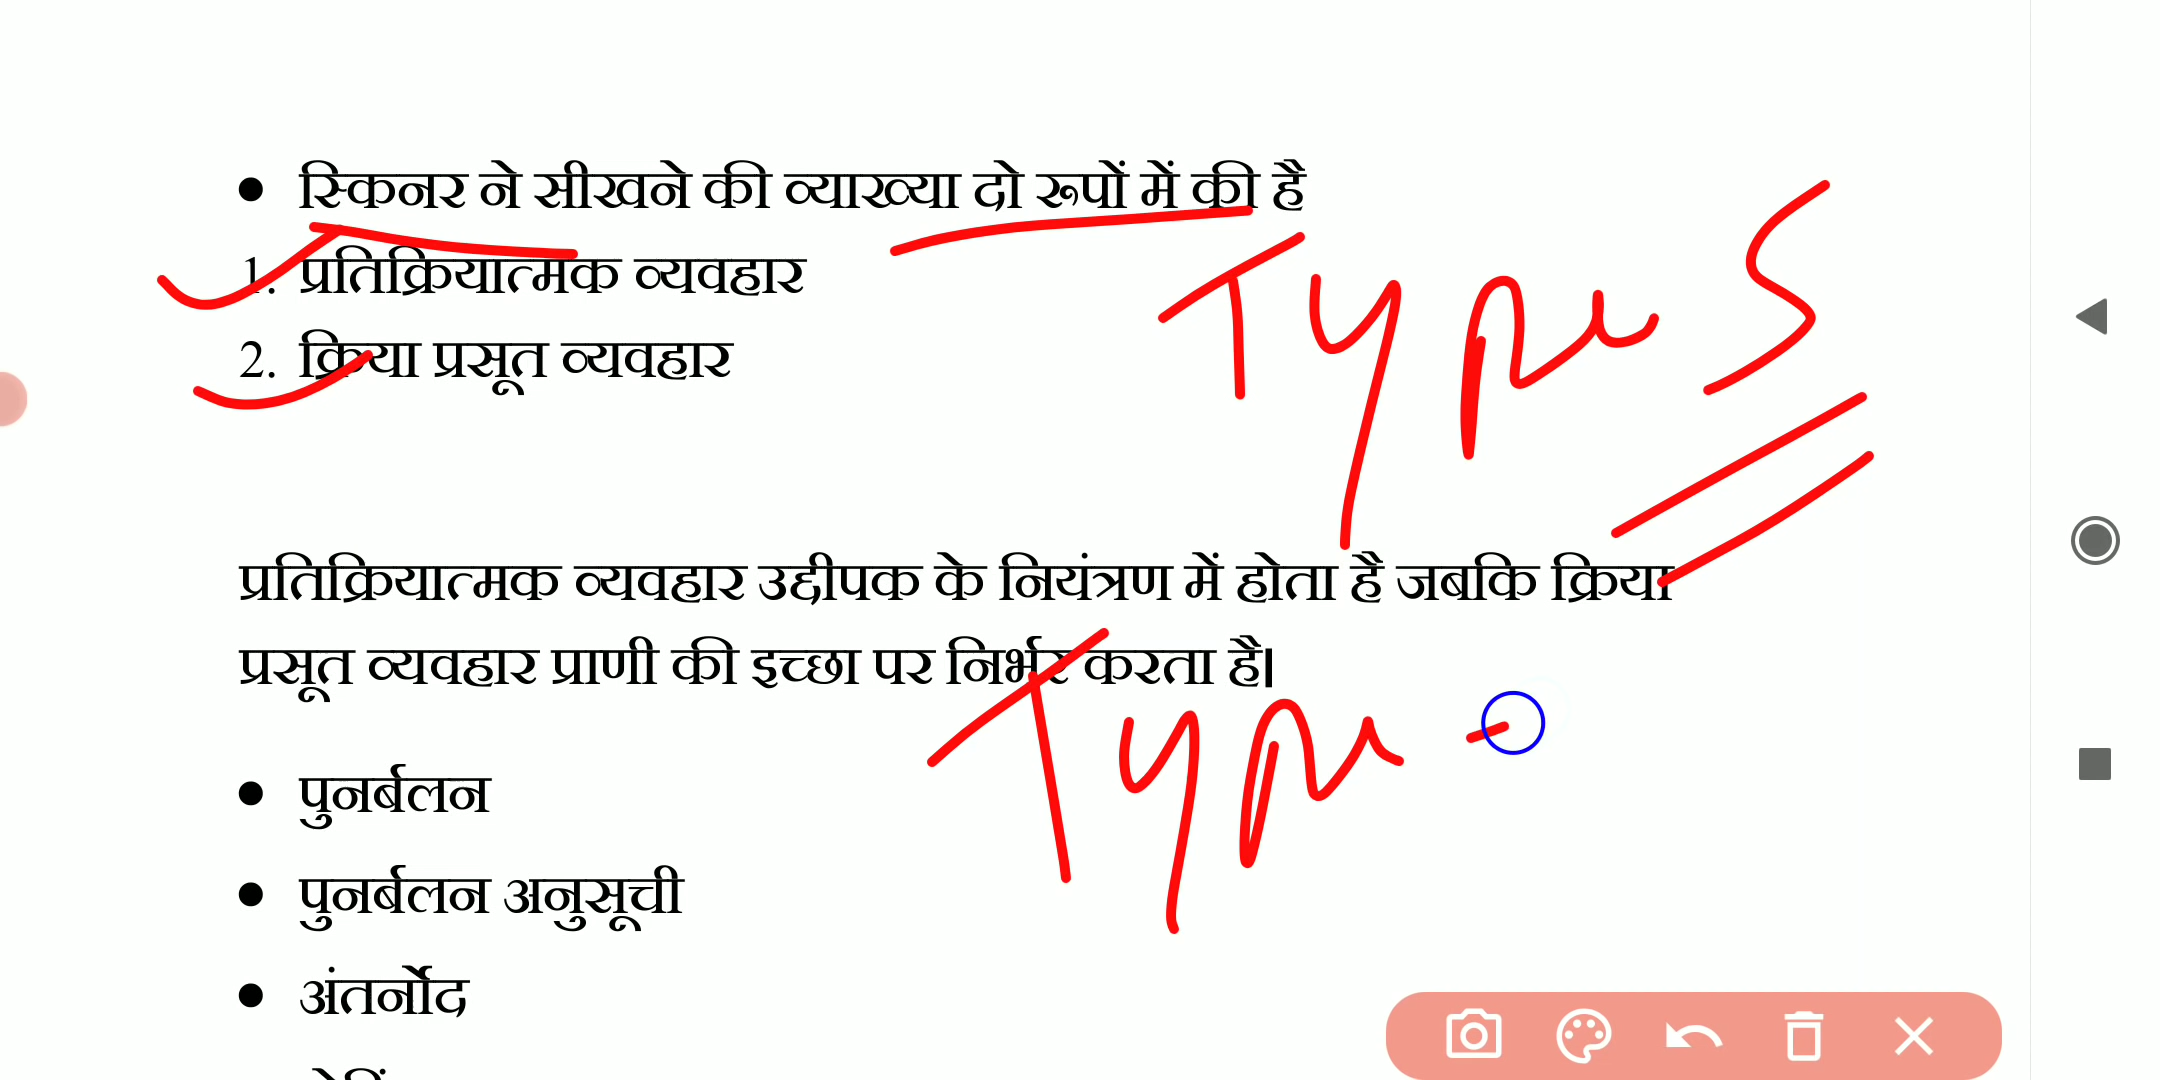 • स्किनर ने सीखने की व्याख्या दो रूपों में की है
1. प्रतिक्रियात्मक व्यवहार
2. क्रिया प्रसूत व्यवहार
Type S
प्रतिक्रियात्मक व्यवहार उद्दीपक के नियंत्रण में होता है जबकि क्रिया
प्रसूत व्यवहार प्राणी की इच्छा पर निर्भर करता है।
Type -
• पुनर्बलन
• पुनर्बलन अनुसूची
• अंतर्नोद